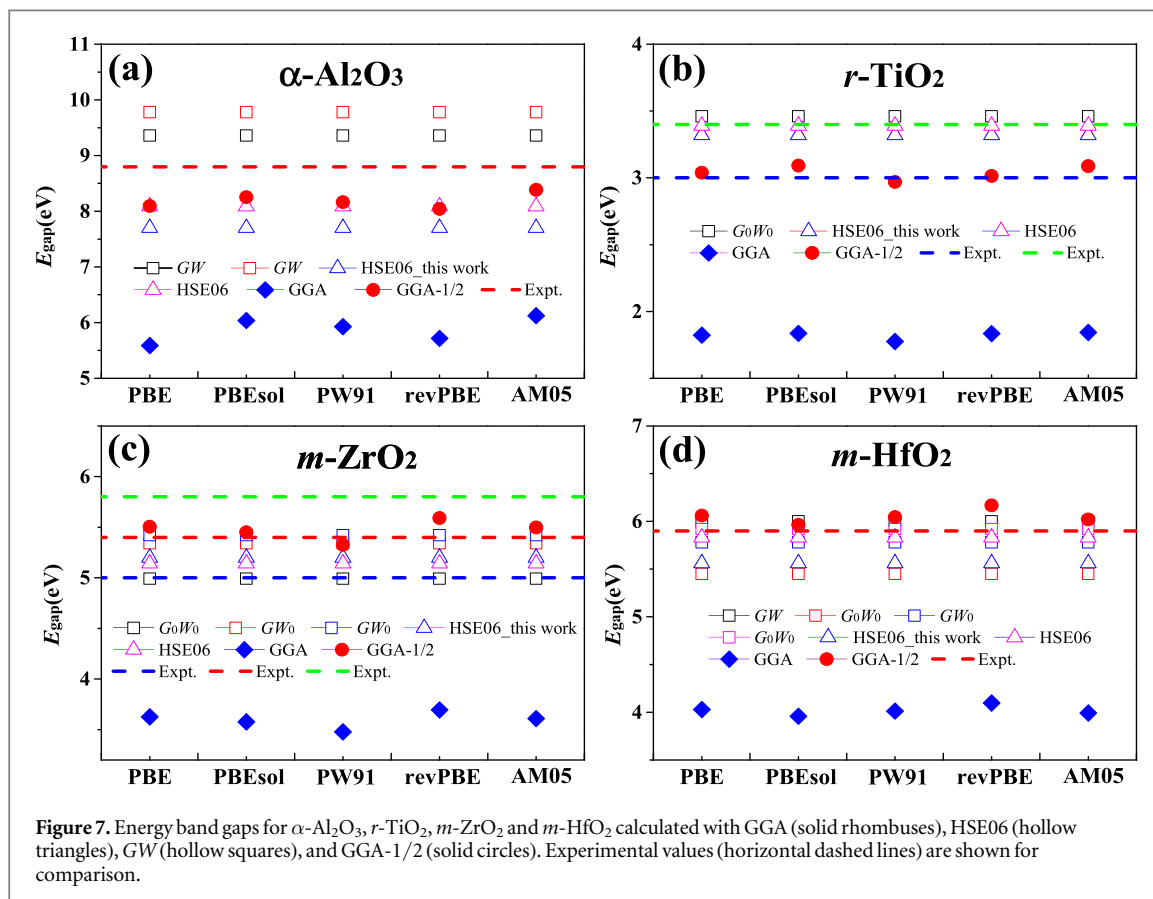 (a)
α-Al₂O₃
11
10
9
8
7
6
5
E_gap(eV)
GW GW HSE06_this work
HSE06 GGA GGA-1/2 Expt.
PBE PBEsol PW91 revPBE AM05
(b)
r-TiO₂
4
3
2
E_gap(eV)
G₀W₀ HSE06_this work HSE06
GGA GGA-1/2 Expt. Expt.
PBE PBEsol PW91 revPBE AM05
(c)
m-ZrO₂
6
5
4
E_gap(eV)
G₀W₀ GW₀ GW₀ HSE06_this work
HSE06 GGA GGA-1/2
Expt. Expt. Expt.
PBE PBEsol PW91 revPBE AM05
(d)
m-HfO₂
7
6
5
4
E_gap(eV)
GW G₀W₀ GW₀
G₀W₀ HSE06_this work HSE06
GGA GGA-1/2 Expt.
PBE PBEsol PW91 revPBE AM05
Figure 7. Energy band gaps for α-Al₂O₃, r-TiO₂, m-ZrO₂ and m-HfO₂ calculated with GGA (solid rhombuses), HSE06 (hollow
triangles), GW (hollow squares), and GGA-1/2 (solid circles). Experimental values (horizontal dashed lines) are shown for
comparison.